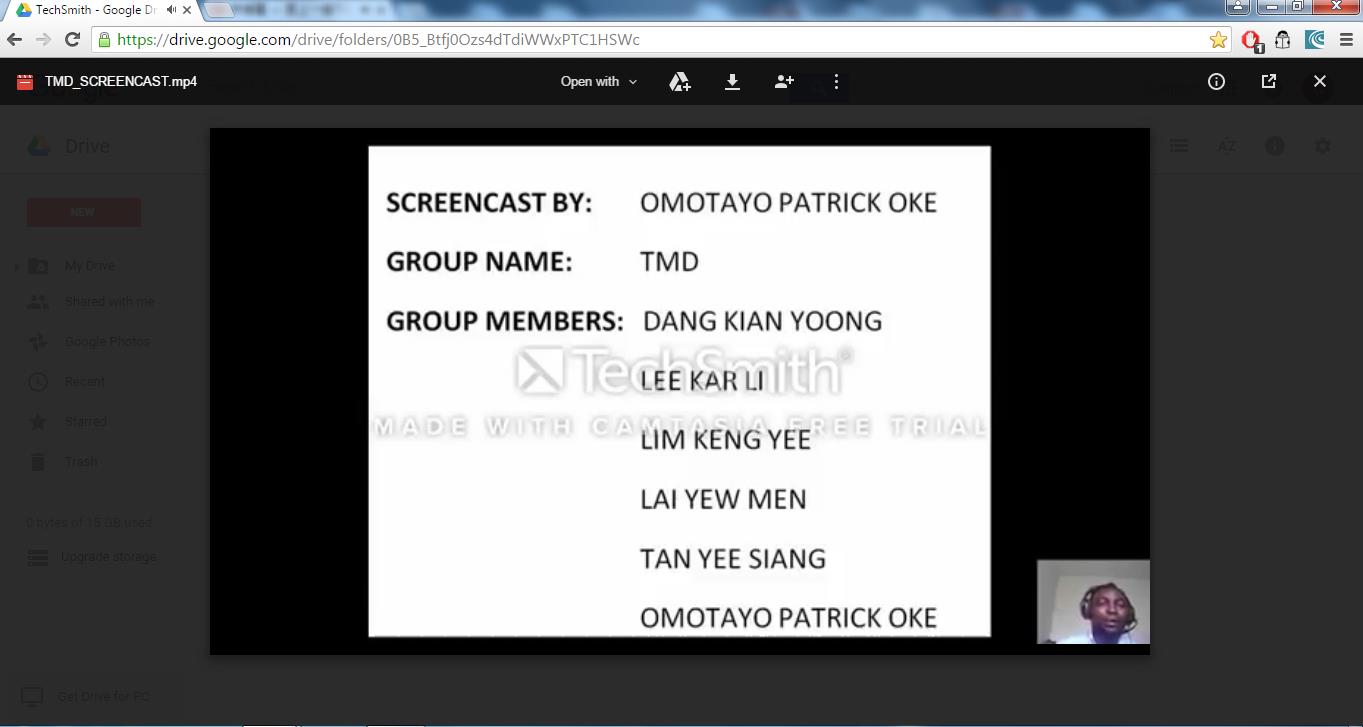 TechSmith - Google Dr
https://drive.google.com/drive/folders/0B5_Btfj0Ozs4dTdiWWxPTC1HSWc
1
TMD_SCREENCAST.mp4
Open with
Drive
NEW
My Drive
Shared with me
Google Photos
Recent
Starred
Trash
0 bytes of 15 GB used
Upgrade storage
Get Drive for PC
AZ
SCREENCAST BY: OMOTAYO PATRICK OKE
GROUP NAME: TMD
GROUP MEMBERS: DANG KIAN YOONG
TechSmith®
LEE KAR LI
MADE WITH CAMTASIA FREE TRIAL
LIM KENG YEE
LAI YEW MEN
TAN YEE SIANG
OMOTAYO PATRICK OKE